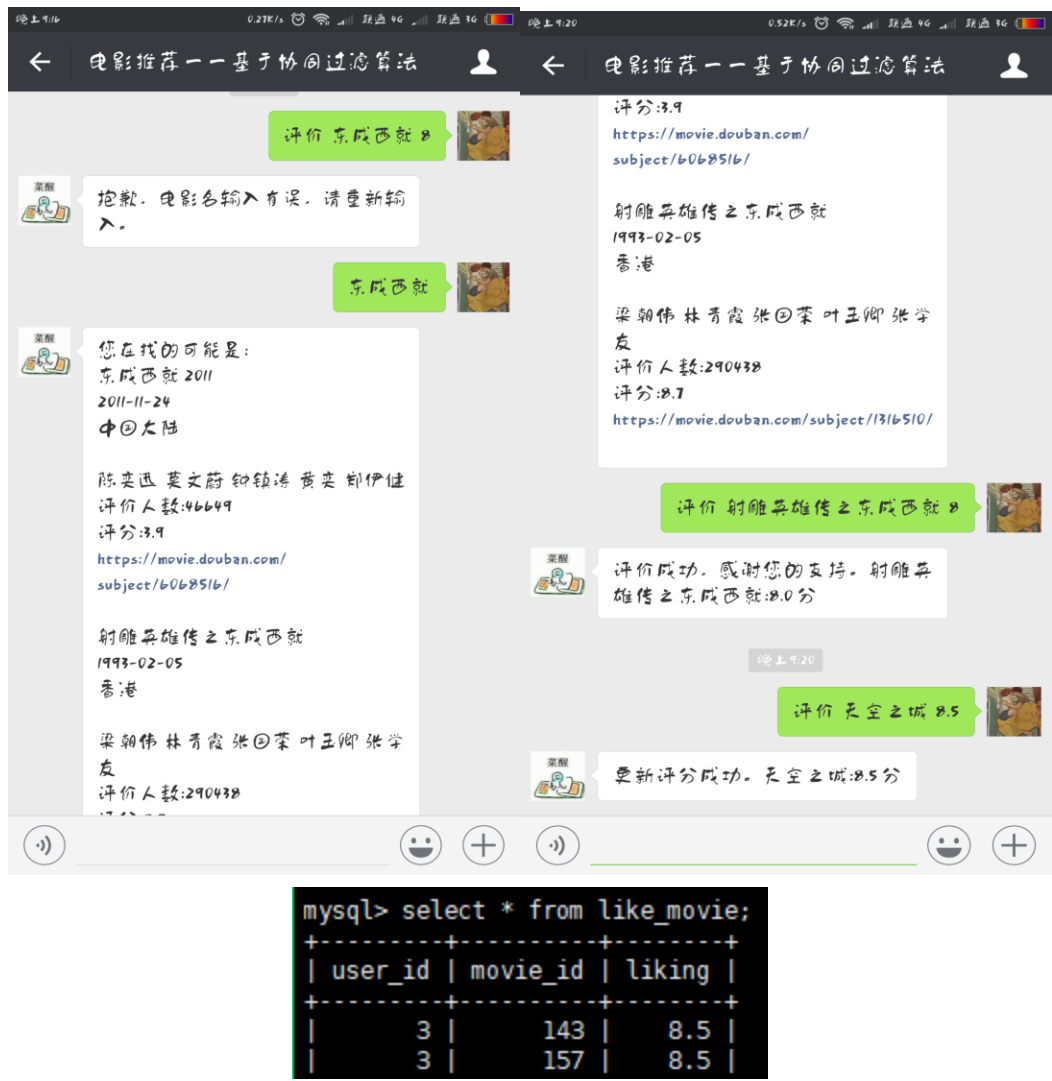 晚上9:16
0.27K/s 联通 4G 联通 3G
电影推荐——基于协同过滤算法
评价 东成西就 8
菜醒
抱歉，电影名输入有误，请重新输
入。
东成西就
菜醒
您在找的可能是：
东成西就 2011
2011-11-24
中国大陆
陈奕迅 莫文蔚 钟镇涛 黄奕 郑伊健
评价人数:46649
评分:3.9
https://movie.douban.com/
subject/6068516/
射雕英雄传之东成西就
1993-02-05
香港
梁朝伟 林青霞 张国荣 叶玉卿 张学
友
评价人数:290438
晚上9:20
0.52K/s 联通 4G 联通 3G
电影推荐——基于协同过滤算法
评分:3.9
https://movie.douban.com/
subject/6068516/
射雕英雄传之东成西就
1993-02-05
香港
梁朝伟 林青霞 张国荣 叶玉卿 张学
友
评价人数:290438
评分:8.7
https://movie.douban.com/subject/1316510/
评价 射雕英雄传之东成西就 8
菜醒
评价成功，感谢您的支持。射雕英
雄传之东成西就:8.0分
晚上9:20
评价 天空之城 8.5
菜醒
更新评分成功。天空之城:8.5分
mysql> select * from like_movie;
+---------+----------+--------+
| user_id | movie_id | liking |
+---------+----------+--------+
| 3 | 143 | 8.5 |
| 3 | 157 | 8.5 |